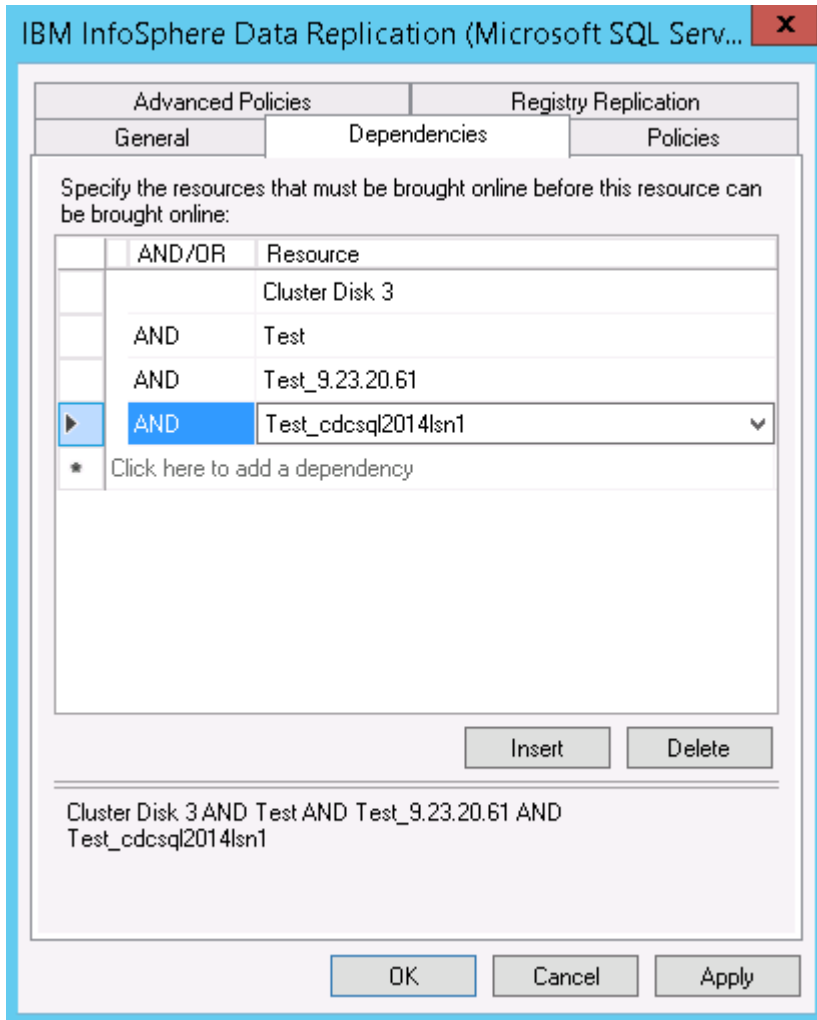 IBM InfoSphere Data Replication (Microsoft SQL Serv...
x
Advanced Policies
Registry Replication
General
Dependencies
Policies
Specify the resources that must be brought online before this resource can
be brought online:
AND/OR Resource
Cluster Disk 3
AND Test
AND Test_9.23.20.61
AND Test_cdcsql2014lsn1
* Click here to add a dependency
Insert
Delete
Cluster Disk 3 AND Test AND Test_9.23.20.61 AND
Test_cdcsql2014lsn1
OK
Cancel
Apply